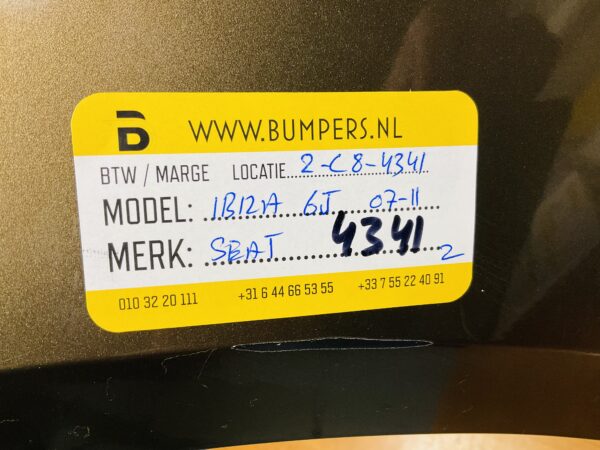 B WWW.BUMPERS.NL
BTW / MARGE LOCATIE 2-C8-4341
MODEL: IBIZA 6J 07-11
MERK: SEAT 4341 2
010 32 20 111 +31 6 44 66 53 55 +33 7 55 22 40 91